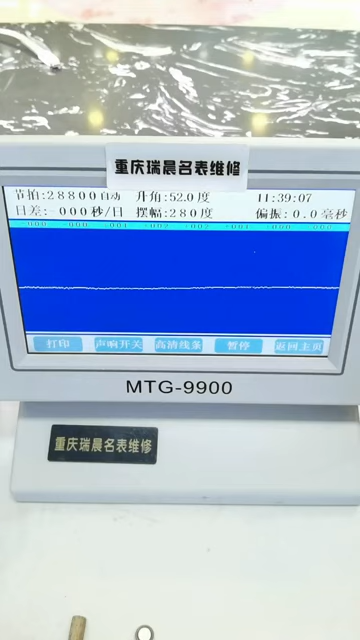 重庆瑞晨名表维修
节拍:28800自动 升角:52.0度 11:39:07
日差:-000秒/日 摆幅:280度 偏振:0.0毫秒
打印 声响开关 高清线条 暂停 返回主页
MTG-9900
重庆瑞晨名表维修